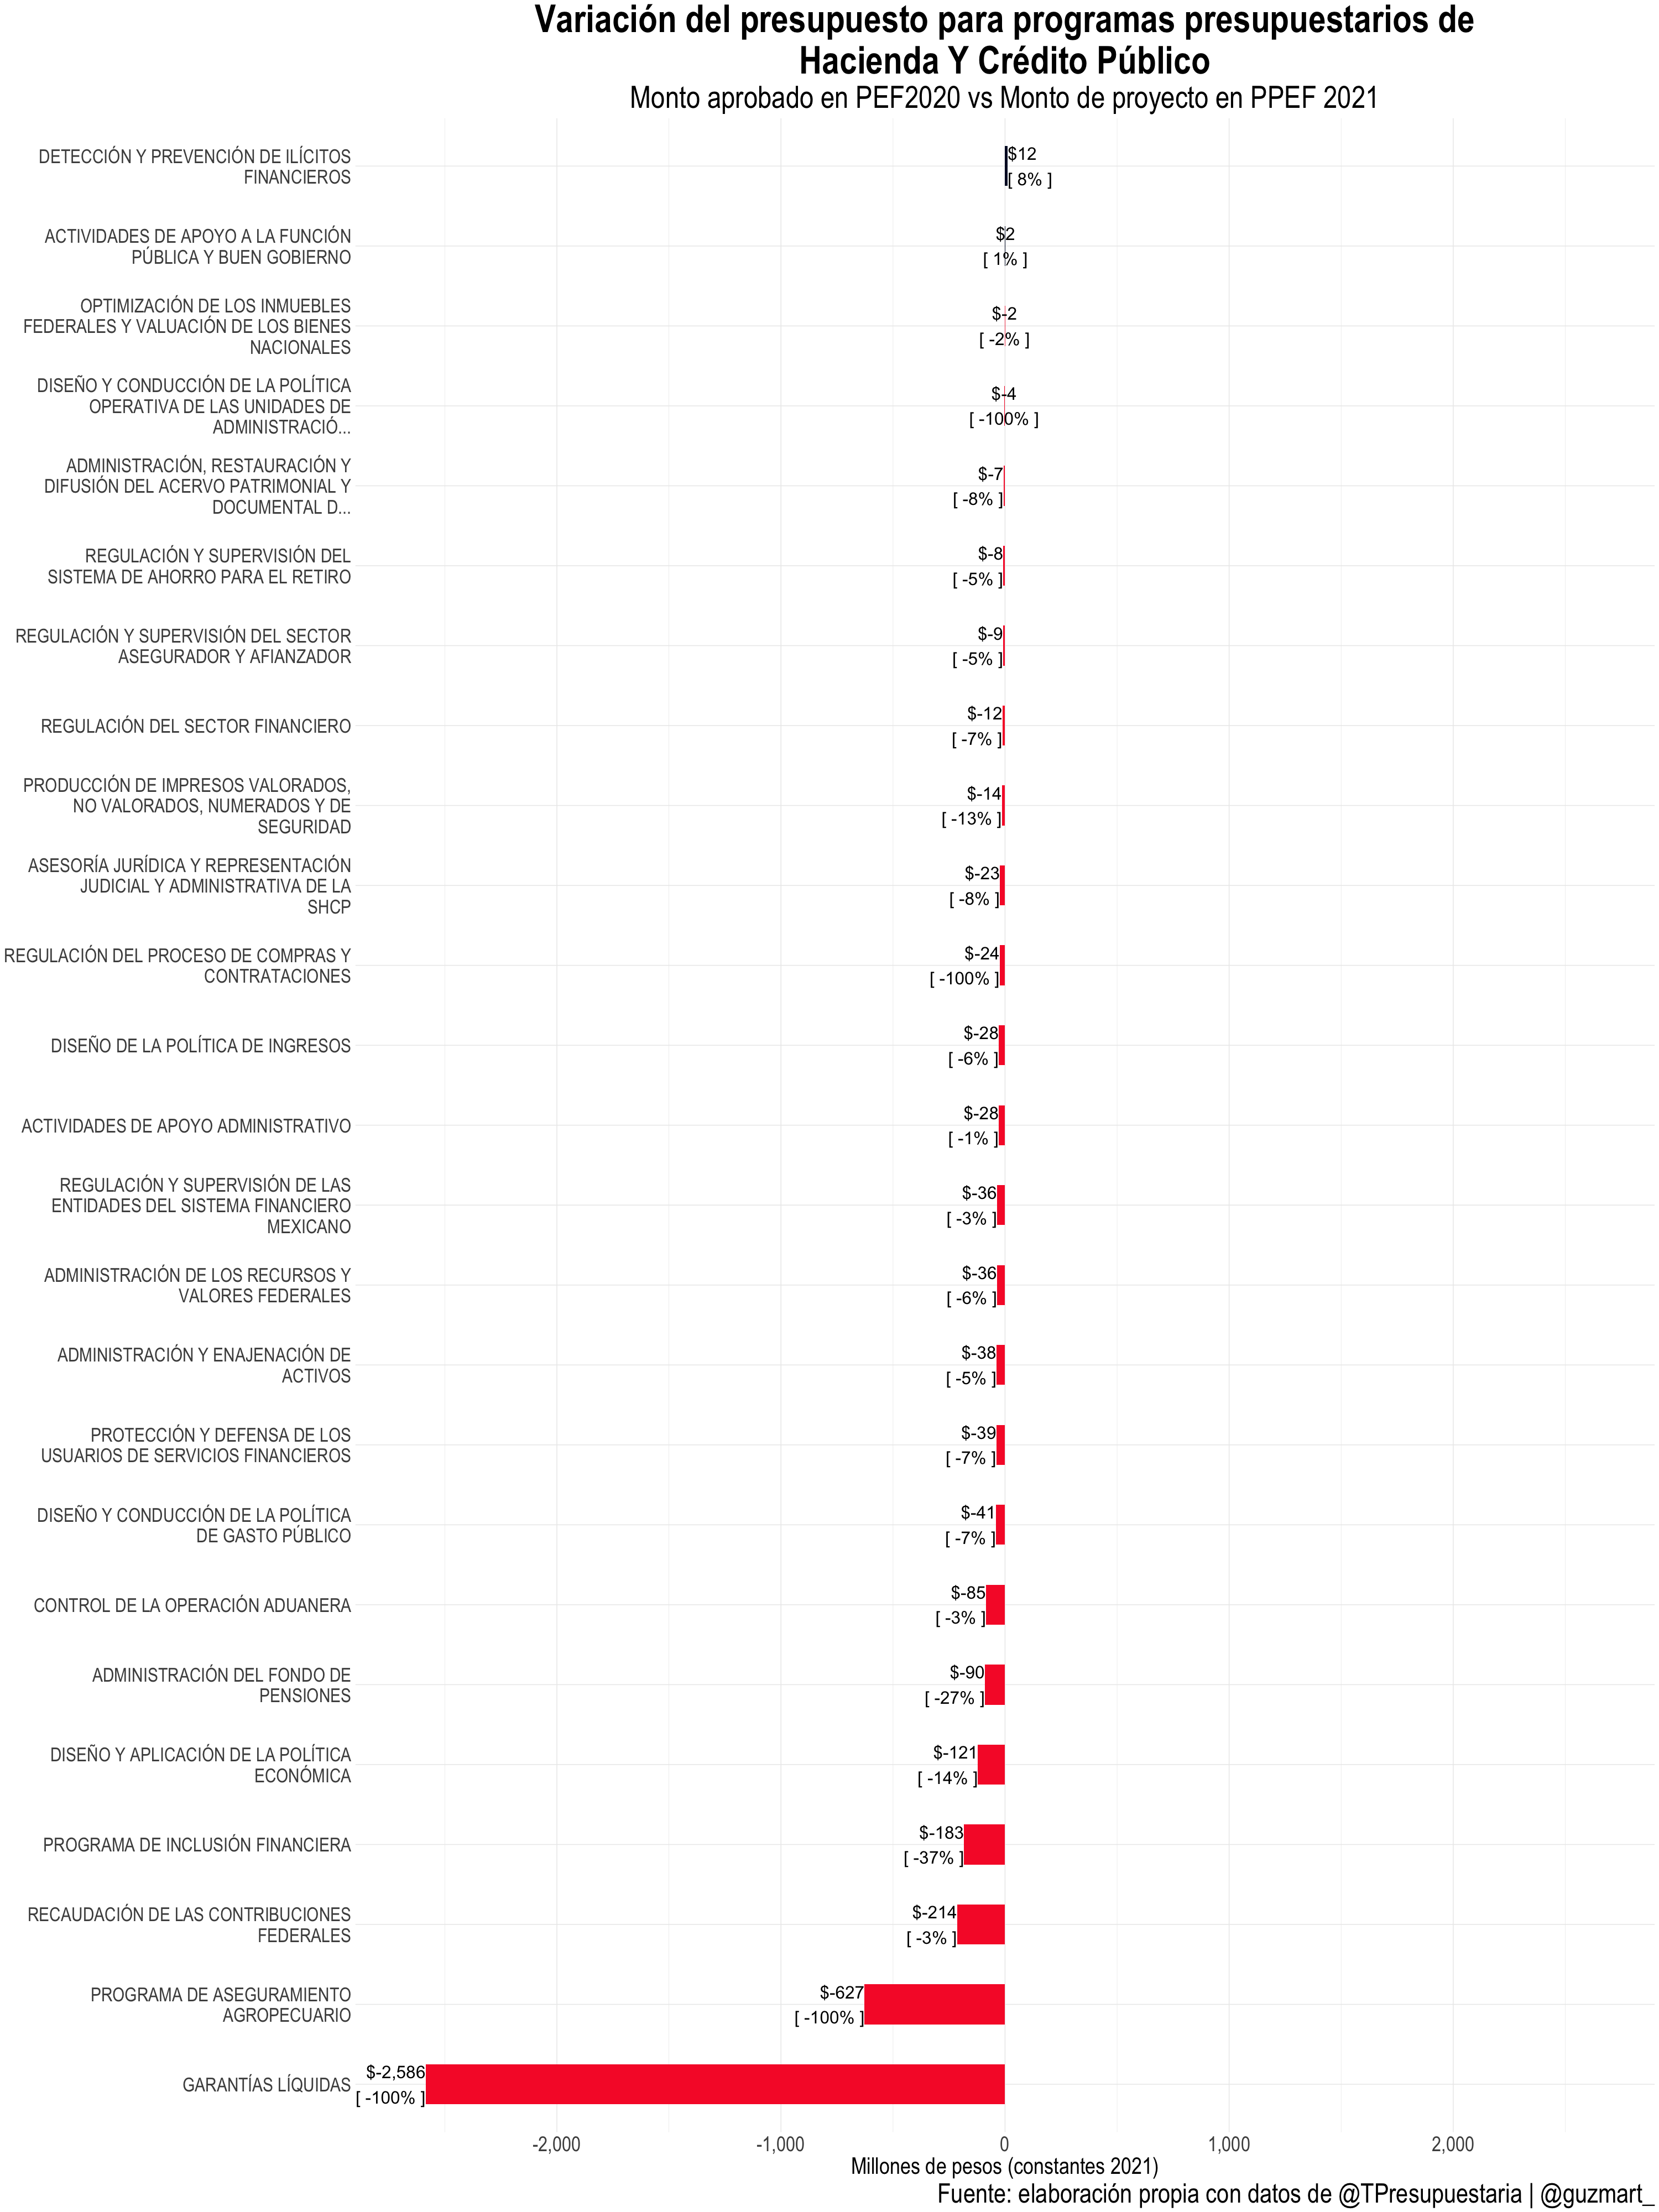 Variación del presupuesto para programas presupuestarios de
Hacienda Y Crédito Público
Monto aprobado en PEF2020 vs Monto de proyecto en PPEF 2021
DETECCIÓN Y PREVENCIÓN DE ILÍCITOS
FINANCIEROS
$12
[ 8% ]
ACTIVIDADES DE APOYO A LA FUNCIÓN
PÚBLICA Y BUEN GOBIERNO
$2
[ 1% ]
OPTIMIZACIÓN DE LOS INMUEBLES
FEDERALES Y VALUACIÓN DE LOS BIENES
NACIONALES
$-2
[ -2% ]
DISEÑO Y CONDUCCIÓN DE LA POLÍTICA
OPERATIVA DE LAS UNIDADES DE
ADMINISTRACIÓ...
$-4
[ -100% ]
ADMINISTRACIÓN, RESTAURACIÓN Y
DIFUSIÓN DEL ACERVO PATRIMONIAL Y
DOCUMENTAL D...
$-7
[ -8% ]
REGULACIÓN Y SUPERVISIÓN DEL
SISTEMA DE AHORRO PARA EL RETIRO
$-8
[ -5% ]
REGULACIÓN Y SUPERVISIÓN DEL SECTOR
ASEGURADOR Y AFIANZADOR
$-9
[ -5% ]
REGULACIÓN DEL SECTOR FINANCIERO
$-12
[ -7% ]
PRODUCCIÓN DE IMPRESOS VALORADOS,
NO VALORADOS, NUMERADOS Y DE
SEGURIDAD
$-14
[ -13% ]
ASESORÍA JURÍDICA Y REPRESENTACIÓN
JUDICIAL Y ADMINISTRATIVA DE LA
SHCP
$-23
[ -8% ]
REGULACIÓN DEL PROCESO DE COMPRAS Y
CONTRATACIONES
$-24
[ -100% ]
DISEÑO DE LA POLÍTICA DE INGRESOS
$-28
[ -6% ]
ACTIVIDADES DE APOYO ADMINISTRATIVO
$-28
[ -1% ]
REGULACIÓN Y SUPERVISIÓN DE LAS
ENTIDADES DEL SISTEMA FINANCIERO
MEXICANO
$-36
[ -3% ]
ADMINISTRACIÓN DE LOS RECURSOS Y
VALORES FEDERALES
$-36
[ -6% ]
ADMINISTRACIÓN Y ENAJENACIÓN DE
ACTIVOS
$-38
[ -5% ]
PROTECCIÓN Y DEFENSA DE LOS
USUARIOS DE SERVICIOS FINANCIEROS
$-39
[ -7% ]
DISEÑO Y CONDUCCIÓN DE LA POLÍTICA
DE GASTO PÚBLICO
$-41
[ -7% ]
CONTROL DE LA OPERACIÓN ADUANERA
$-85
[ -3% ]
ADMINISTRACIÓN DEL FONDO DE
PENSIONES
$-90
[ -27% ]
DISEÑO Y APLICACIÓN DE LA POLÍTICA
ECONÓMICA
$-121
[ -14% ]
PROGRAMA DE INCLUSIÓN FINANCIERA
$-183
[ -37% ]
RECAUDACIÓN DE LAS CONTRIBUCIONES
FEDERALES
$-214
[ -3% ]
PROGRAMA DE ASEGURAMIENTO
AGROPECUARIO
$-627
[ -100% ]
GARANTÍAS LÍQUIDAS
$-2,586
[ -100% ]
-2,000 -1,000 0 1,000 2,000
Millones de pesos (constantes 2021)
Fuente: elaboración propia con datos de @TPresupuestaria | @guzmart_